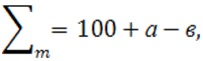 ∑ₘ = 100 + а − в,